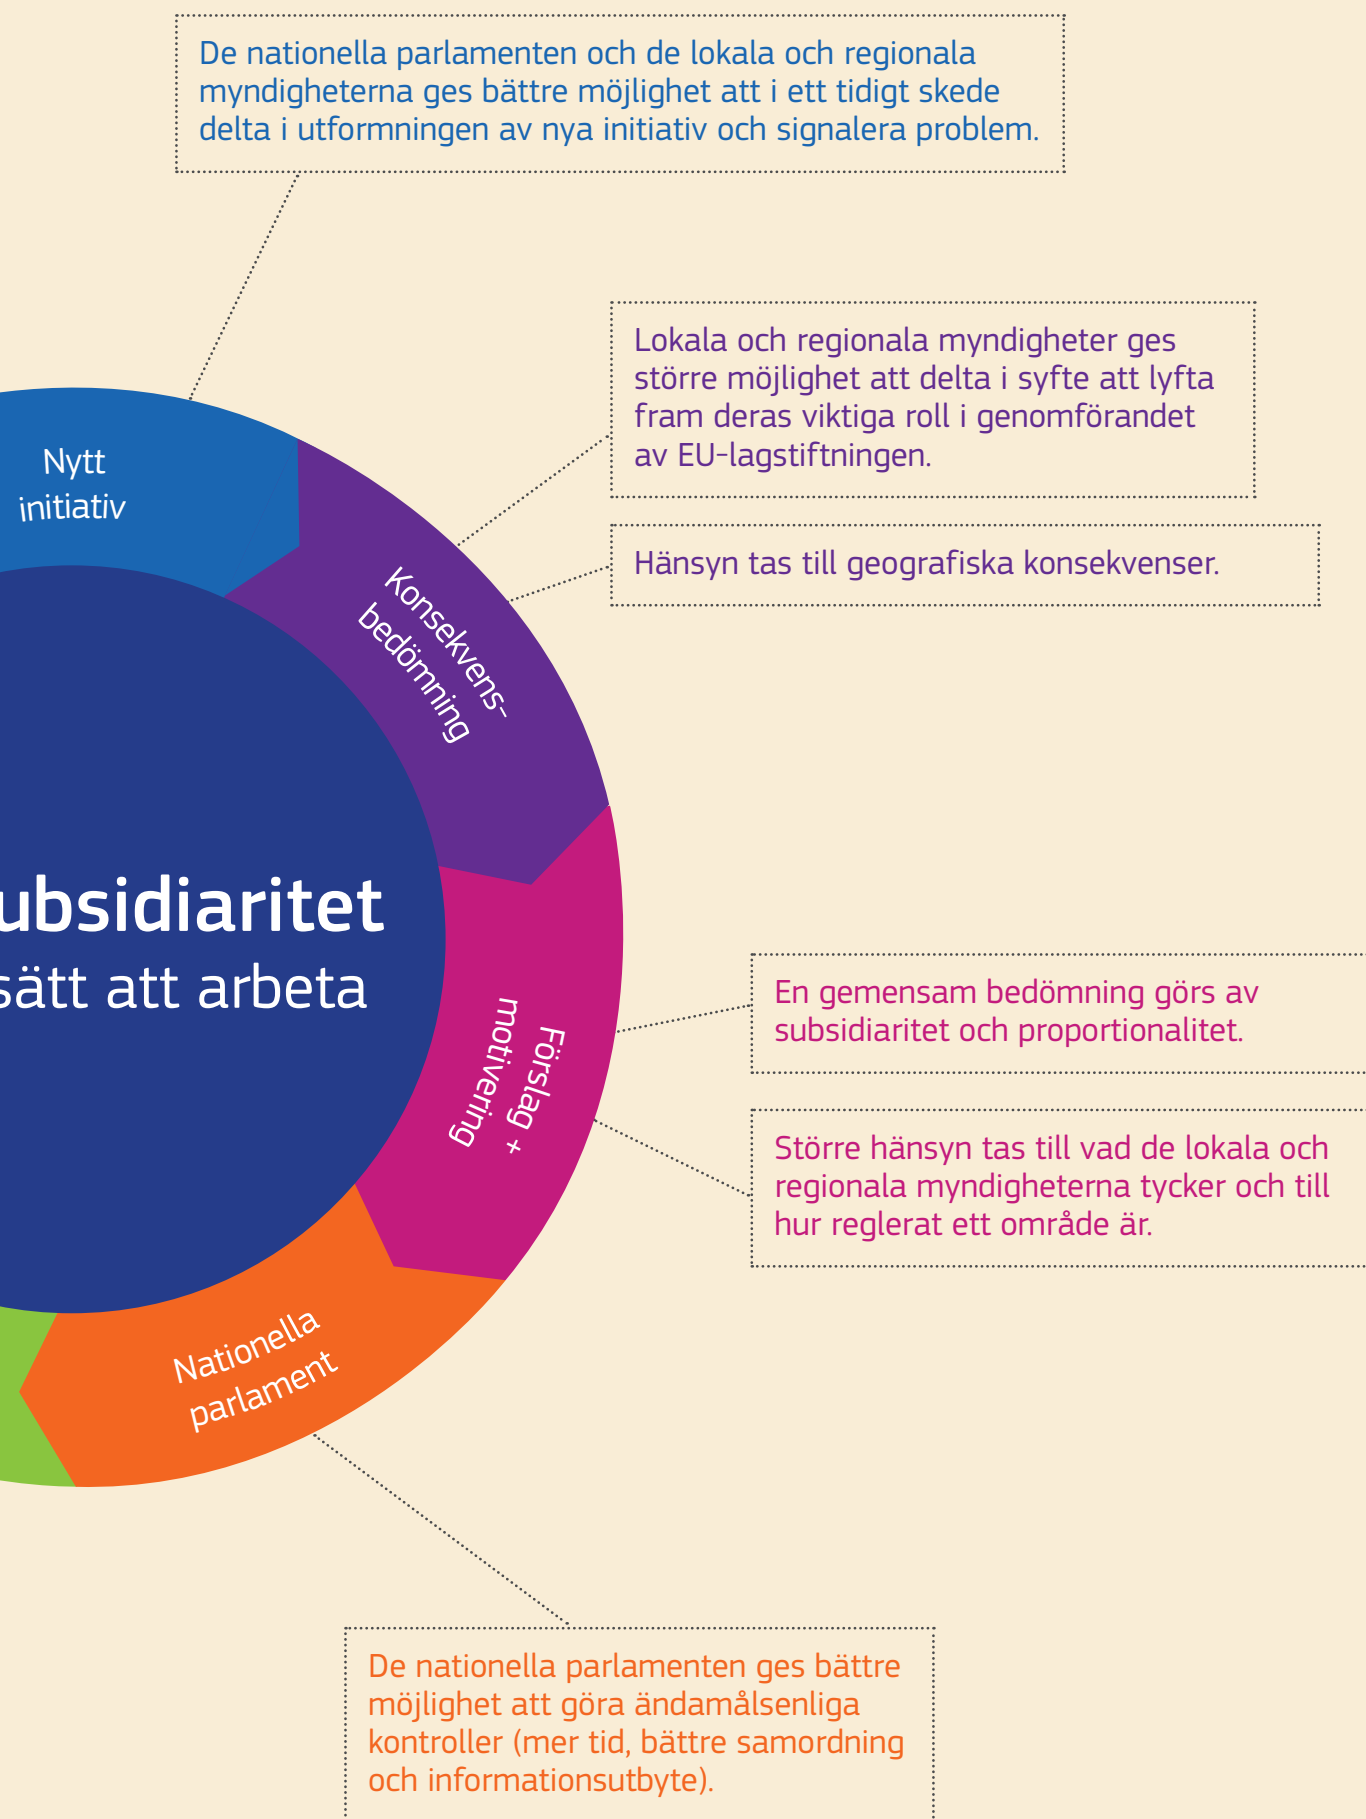 De nationella parlamenten och de lokala och regionala
myndigheterna ges bättre möjlighet att i ett tidigt skede
delta i utformningen av nya initiativ och signalera problem.
Lokala och regionala myndigheter ges
större möjlighet att delta i syfte att lyfta
fram deras viktiga roll i genomförandet
av EU-lagstiftningen.
Nytt
initiativ
Hänsyn tas till geografiska konsekvenser.
Konsekvens-
bedömning
ubsidiaritet
sätt att arbeta
En gemensam bedömning görs av
subsidiaritet och proportionalitet.
Förslag +
motivering
Större hänsyn tas till vad de lokala och
regionala myndigheterna tycker och till
hur reglerat ett område är.
Nationella
parlament
De nationella parlamenten ges bättre
möjlighet att göra ändamålsenliga
kontroller (mer tid, bättre samordning
och informationsutbyte).